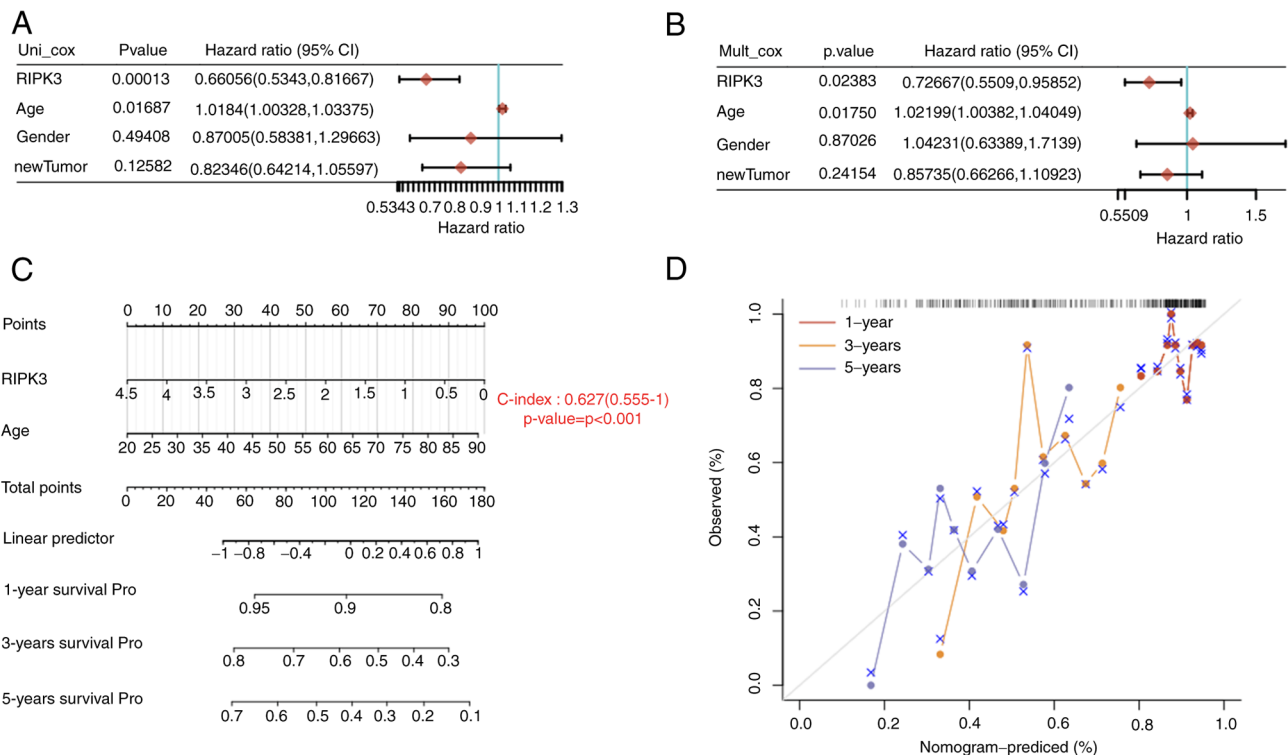 A
Uni_cox Pvalue Hazard ratio (95% CI)
RIPK3 0.00013 0.66056(0.5343,0.81667)
Age 0.01687 1.0184(1.00328,1.03375)
Gender 0.49408 0.87005(0.58381,1.29663)
newTumor 0.12582 0.82346(0.64214,1.05597)
0.5343 0.7 0.8 0.9 1 1.1 1.2 1.3
Hazard ratio
B
Mult_cox p.value Hazard ratio (95% CI)
RIPK3 0.02383 0.72667(0.5509,0.95852)
Age 0.01750 1.02199(1.00382,1.04049)
Gender 0.87026 1.04231(0.63389,1.7139)
newTumor 0.24154 0.85735(0.66266,1.10923)
0.5509 1 1.5
Hazard ratio
C
0 10 20 30 40 50 60 70 80 90 100
Points
RIPK3
4.5 4 3.5 3 2.5 2 1.5 1 0.5 0
Age
20 25 30 35 40 45 50 55 60 65 70 75 80 85 90
Total points
0 20 40 60 80 100 120 140 160 180
Linear predictor
−1 −0.8 −0.4 0 0.2 0.4 0.6 0.8 1
1-year survival Pro
0.95 0.9 0.8
3-years survival Pro
0.8 0.7 0.6 0.5 0.4 0.3
5-years survival Pro
0.7 0.6 0.5 0.4 0.3 0.2 0.1
C-index : 0.627(0.555-1)
p-value=p<0.001
D
1−year
3−years
5−years
Observed (%)
1.0
0.8
0.6
0.4
0.2
0.0
0.0 0.2 0.4 0.6 0.8 1.0
Nomogram−prediced (%)